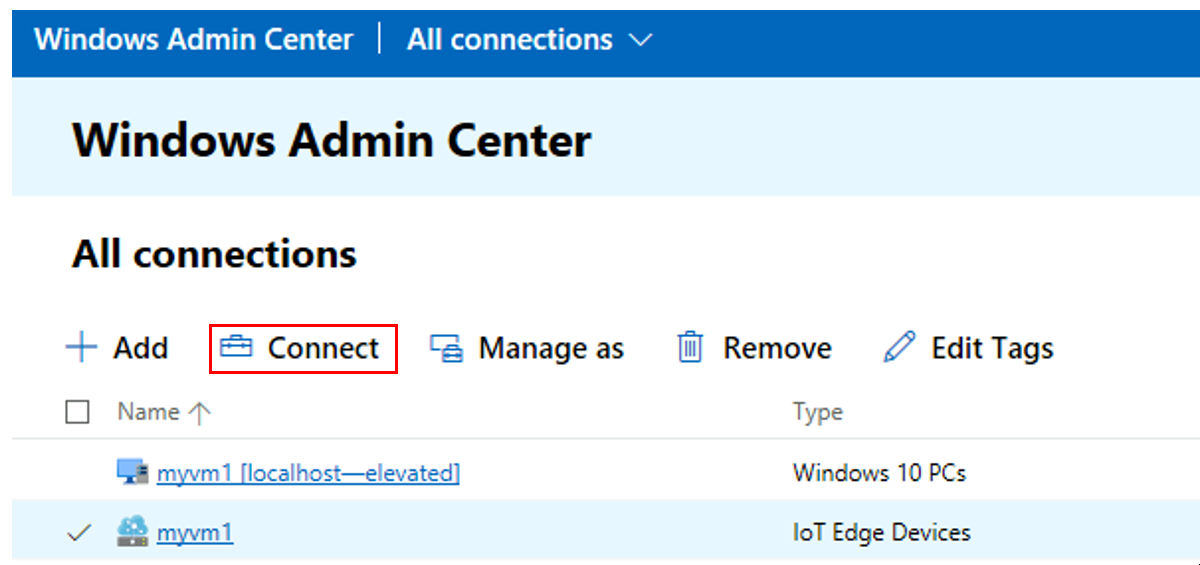 Windows Admin Center | All connections
Windows Admin Center
All connections
Add Connect Manage as Remove Edit Tags
Name Type
myvm1 [localhost—elevated] Windows 10 PCs
myvm1 IoT Edge Devices